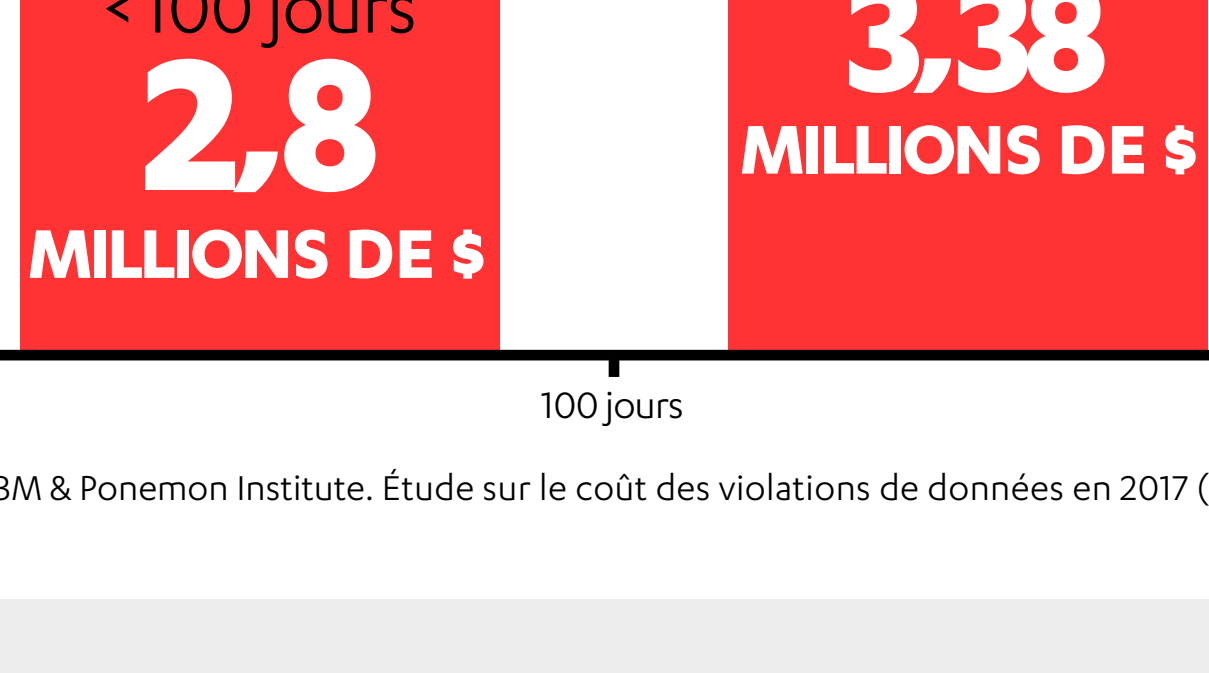 < 100 jours
2,8
MILLIONS DE $
3,38
MILLIONS DE $
100 jours
& Ponemon Institute. Étude sur le coût des violations de données en 2017 (